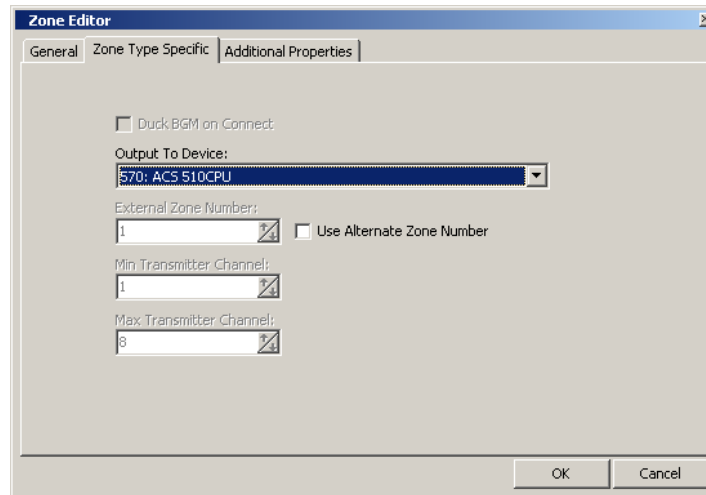 Zone Editor
General Zone Type Specific Additional Properties
Duck BGM on Connect
Output To Device:
570: ACS 510CPU
External Zone Number:
1 Use Alternate Zone Number
Min Transmitter Channel:
1
Max Transmitter Channel:
8
OK Cancel